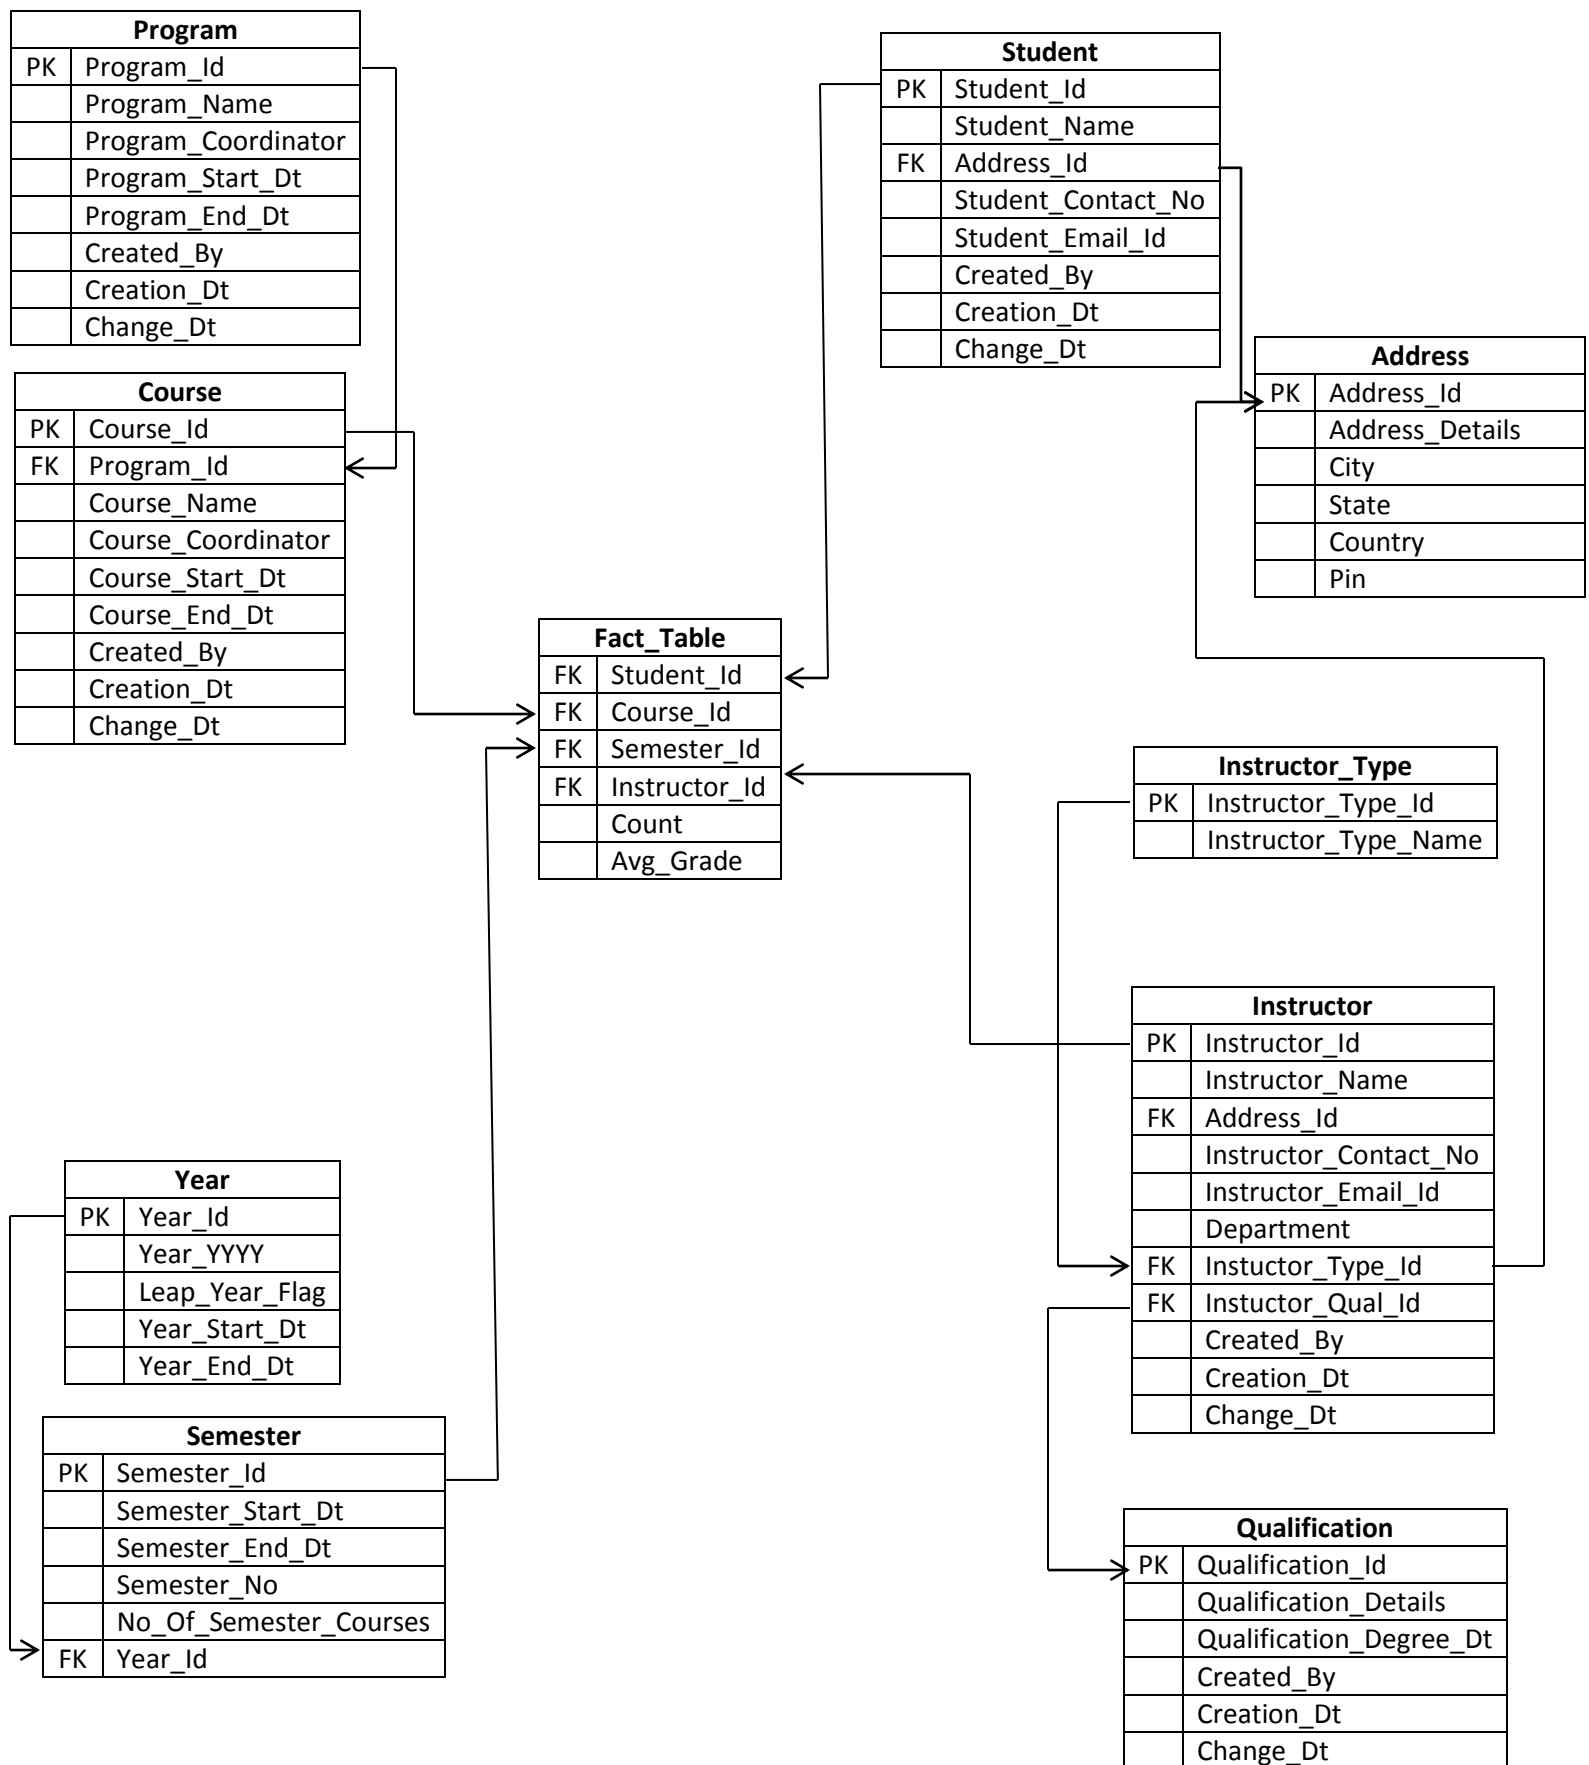 Program
PK Program_Id
Program_Name
Program_Coordinator
Program_Start_Dt
Program_End_Dt
Created_By
Creation_Dt
Change_Dt
Student
PK Student_Id
Student_Name
FK Address_Id
Student_Contact_No
Student_Email_Id
Created_By
Creation_Dt
Change_Dt
Address
PK Address_Id
Address_Details
City
State
Country
Pin
Course
PK Course_Id
FK Program_Id
Course_Name
Course_Coordinator
Course_Start_Dt
Course_End_Dt
Created_By
Creation_Dt
Change_Dt
Fact_Table
FK Student_Id
FK Course_Id
FK Semester_Id
FK Instructor_Id
Count
Avg_Grade
Instructor_Type
PK Instructor_Type_Id
Instructor_Type_Name
Instructor
PK Instructor_Id
Instructor_Name
FK Address_Id
Instructor_Contact_No
Instructor_Email_Id
Department
FK Instuctor_Type_Id
FK Instuctor_Qual_Id
Created_By
Creation_Dt
Change_Dt
Year
PK Year_Id
Year_YYYY
Leap_Year_Flag
Year_Start_Dt
Year_End_Dt
Semester
PK Semester_Id
Semester_Start_Dt
Semester_End_Dt
Semester_No
No_Of_Semester_Courses
FK Year_Id
Qualification
PK Qualification_Id
Qualification_Details
Qualification_Degree_Dt
Created_By
Creation_Dt
Change_Dt